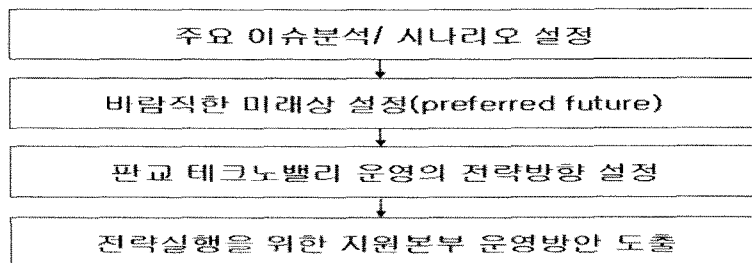 주요 이슈분석/ 시나리오 설정
바람직한 미래상 설정(preferred future)
판교 테크노밸리 운영의 전략방향 설정
전략실행을 위한 지원본부 운영방안 도출